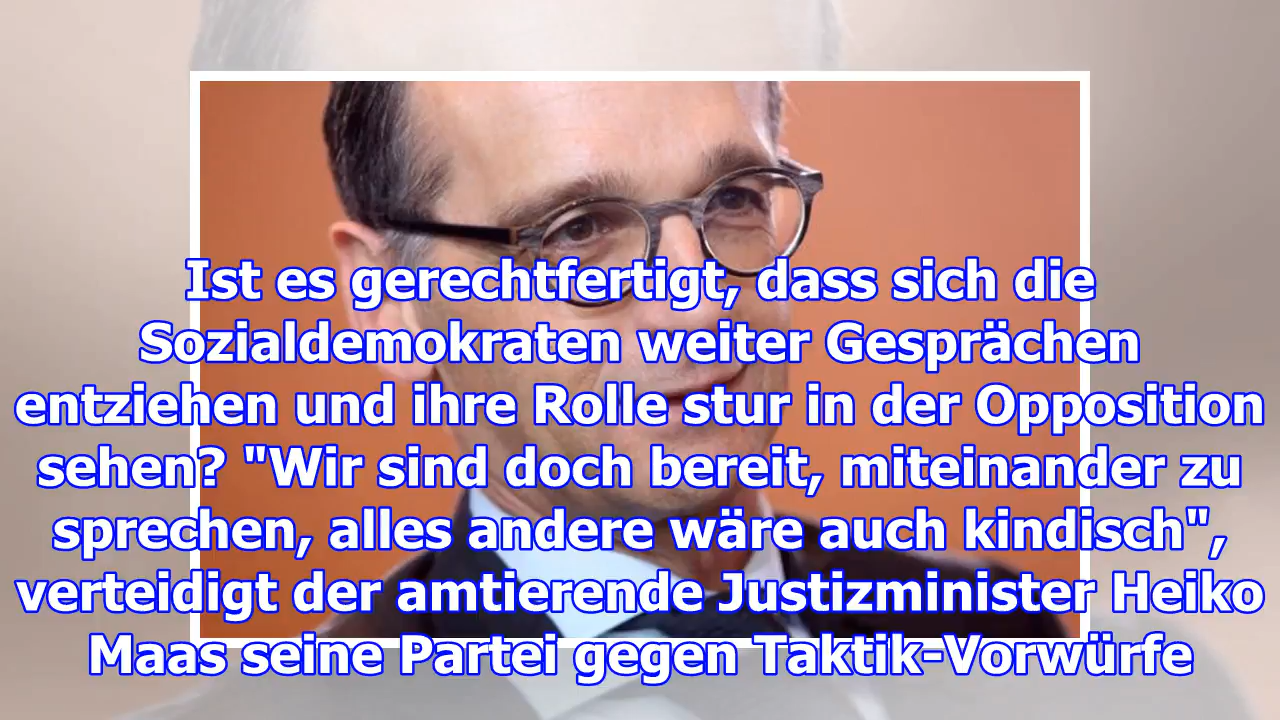 Ist es gerechtfertigt, dass sich die
Sozialdemokraten weiter Gesprächen
entziehen und ihre Rolle stur in der Opposition
sehen? "Wir sind doch bereit, miteinander zu
sprechen, alles andere wäre auch kindisch",
verteidigt der amtierende Justizminister Heiko
Maas seine Partei gegen Taktik-Vorwürfe